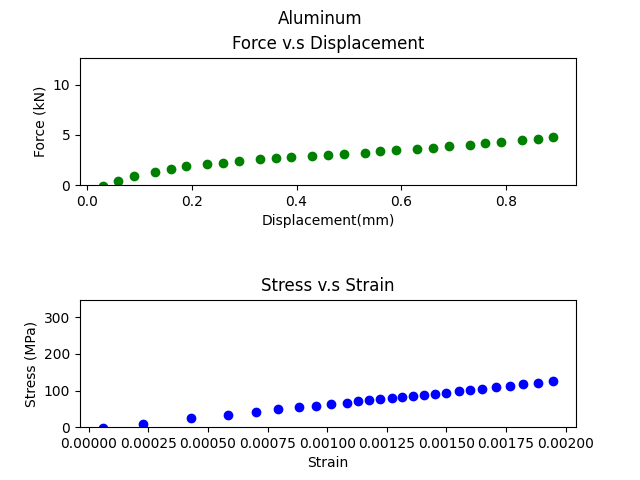 Aluminum
Force v.s Displacement
Force (kN)
10
5
0
0.0 0.2 0.4 0.6 0.8
Displacement(mm)
Stress v.s Strain
Stress (MPa)
300
200
100
0
0.00000 0.00025 0.00050 0.00075 0.00100 0.00125 0.00150 0.00175 0.00200
Strain